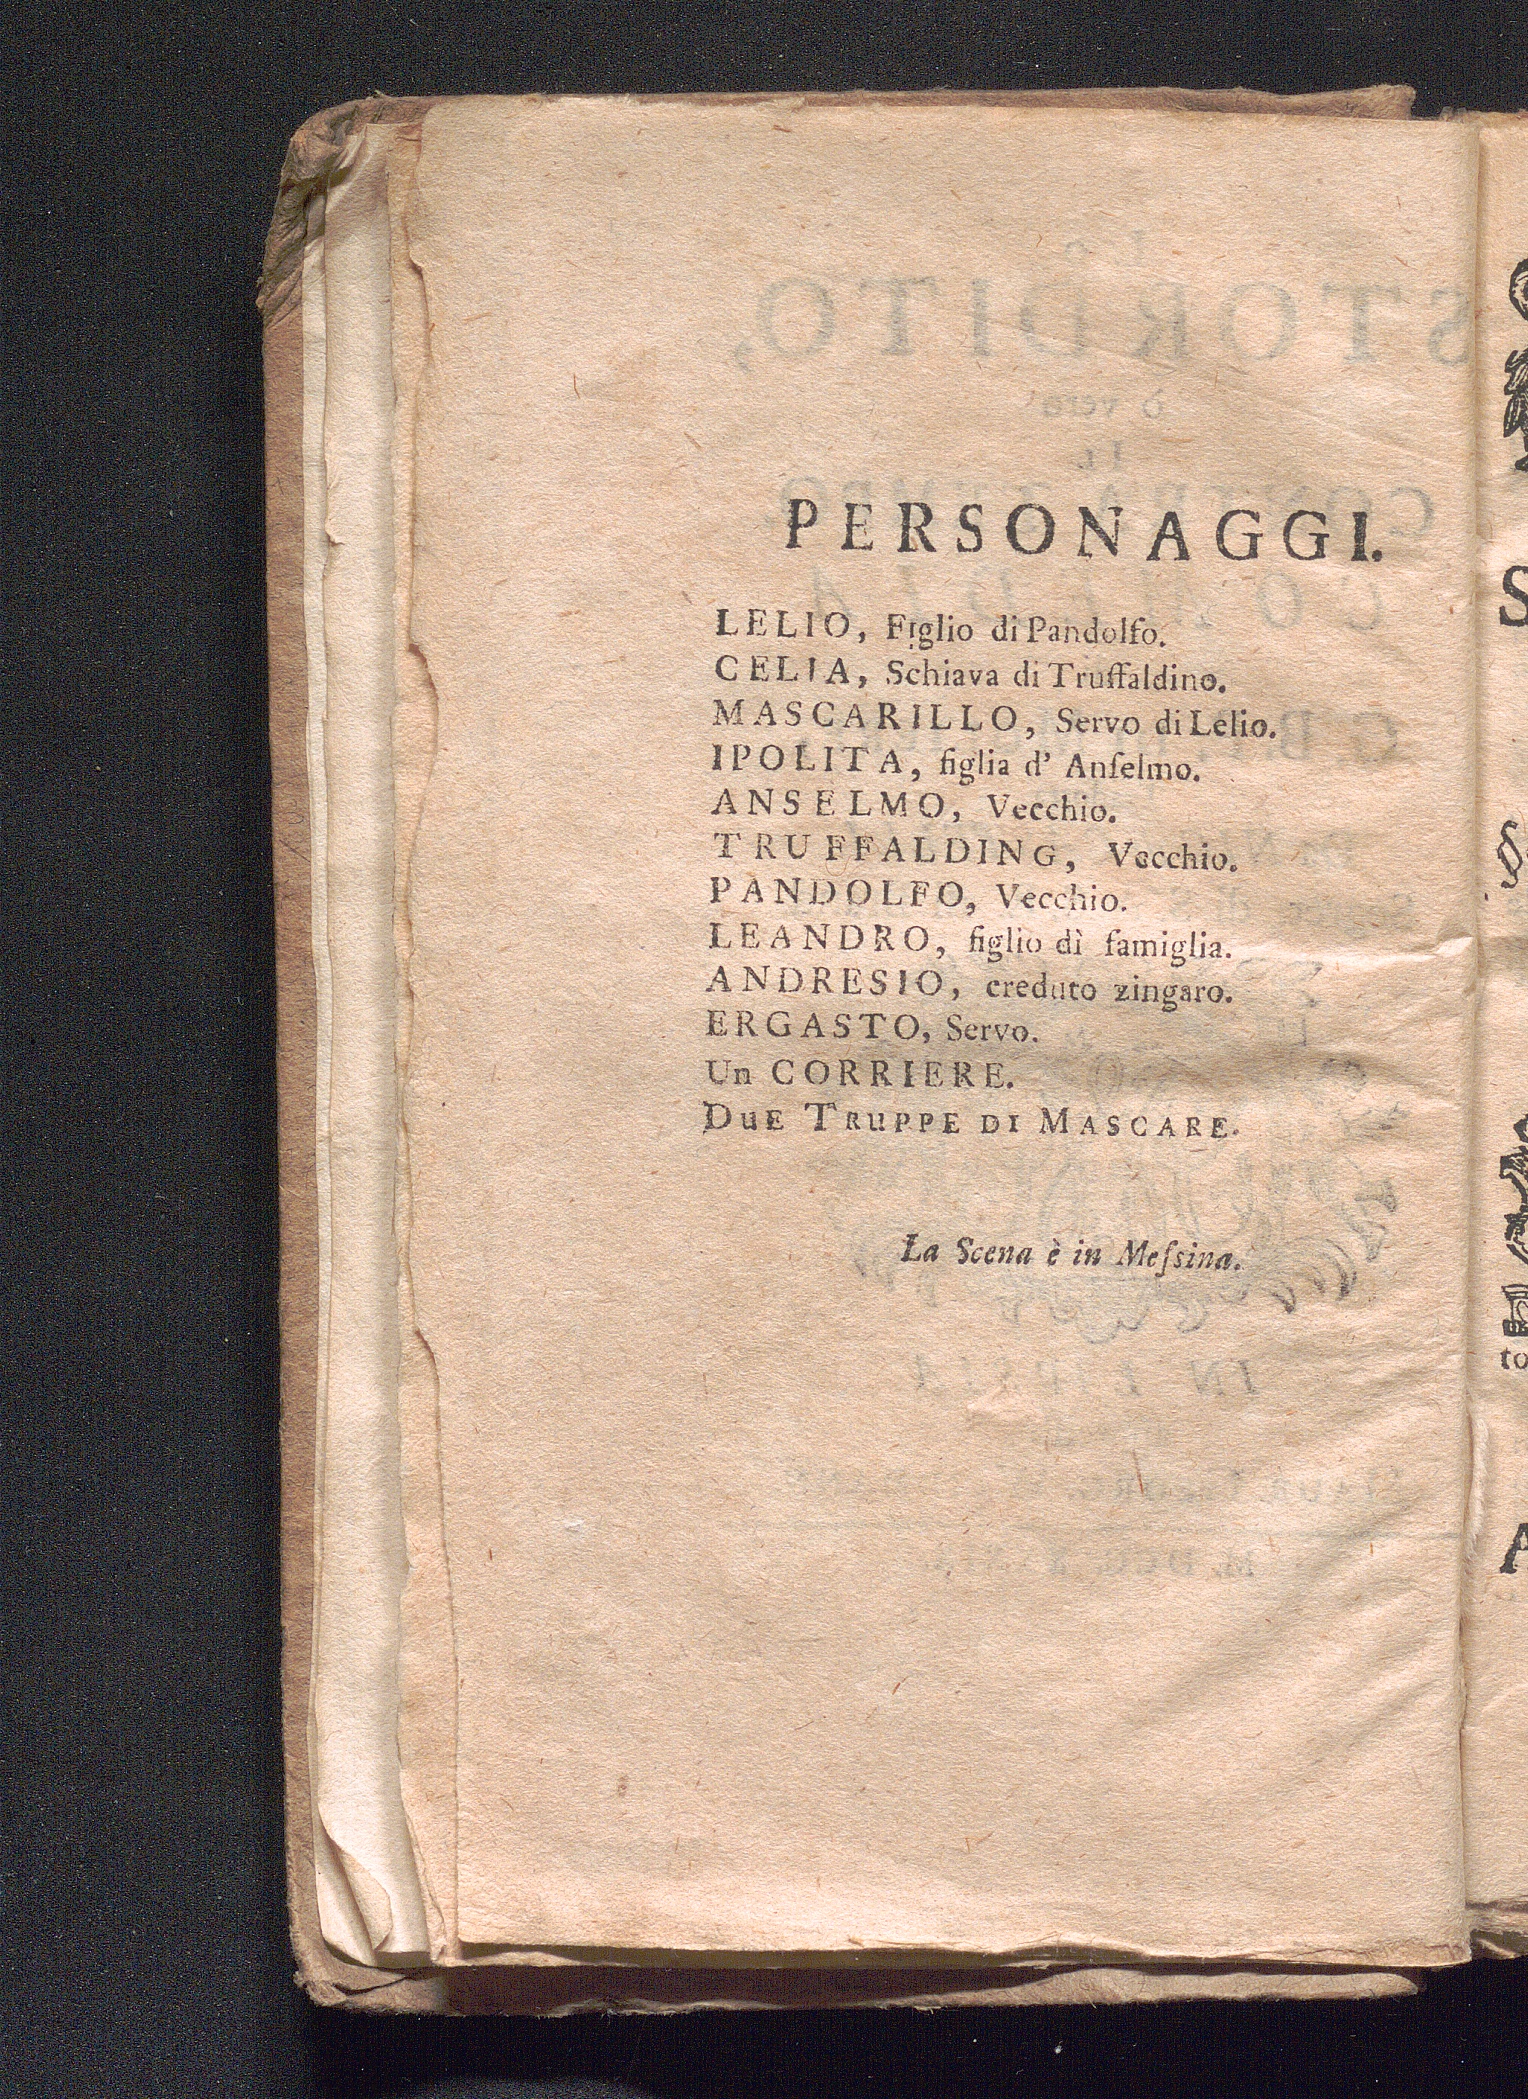 PERSONAGGI.
LELIO, Figlio di Pandolfo.
CELIA, Schiava di Truffaldino.
MASCARILLO, Servo di Lelio.
IPOLITA, figlia d' Anſelmo.
ANSELMO, Vecchio.
TRUFFALDING, Vecchio.
PANDOLFO, Vecchio.
LEANDRO, figlio dì famiglia.
ANDRESIO, creduto zingaro.
ERGASTO, Servo.
Un CORRIERE.
DUE TRUPPE DI MASCARE.
La Scena è in Meſsina.